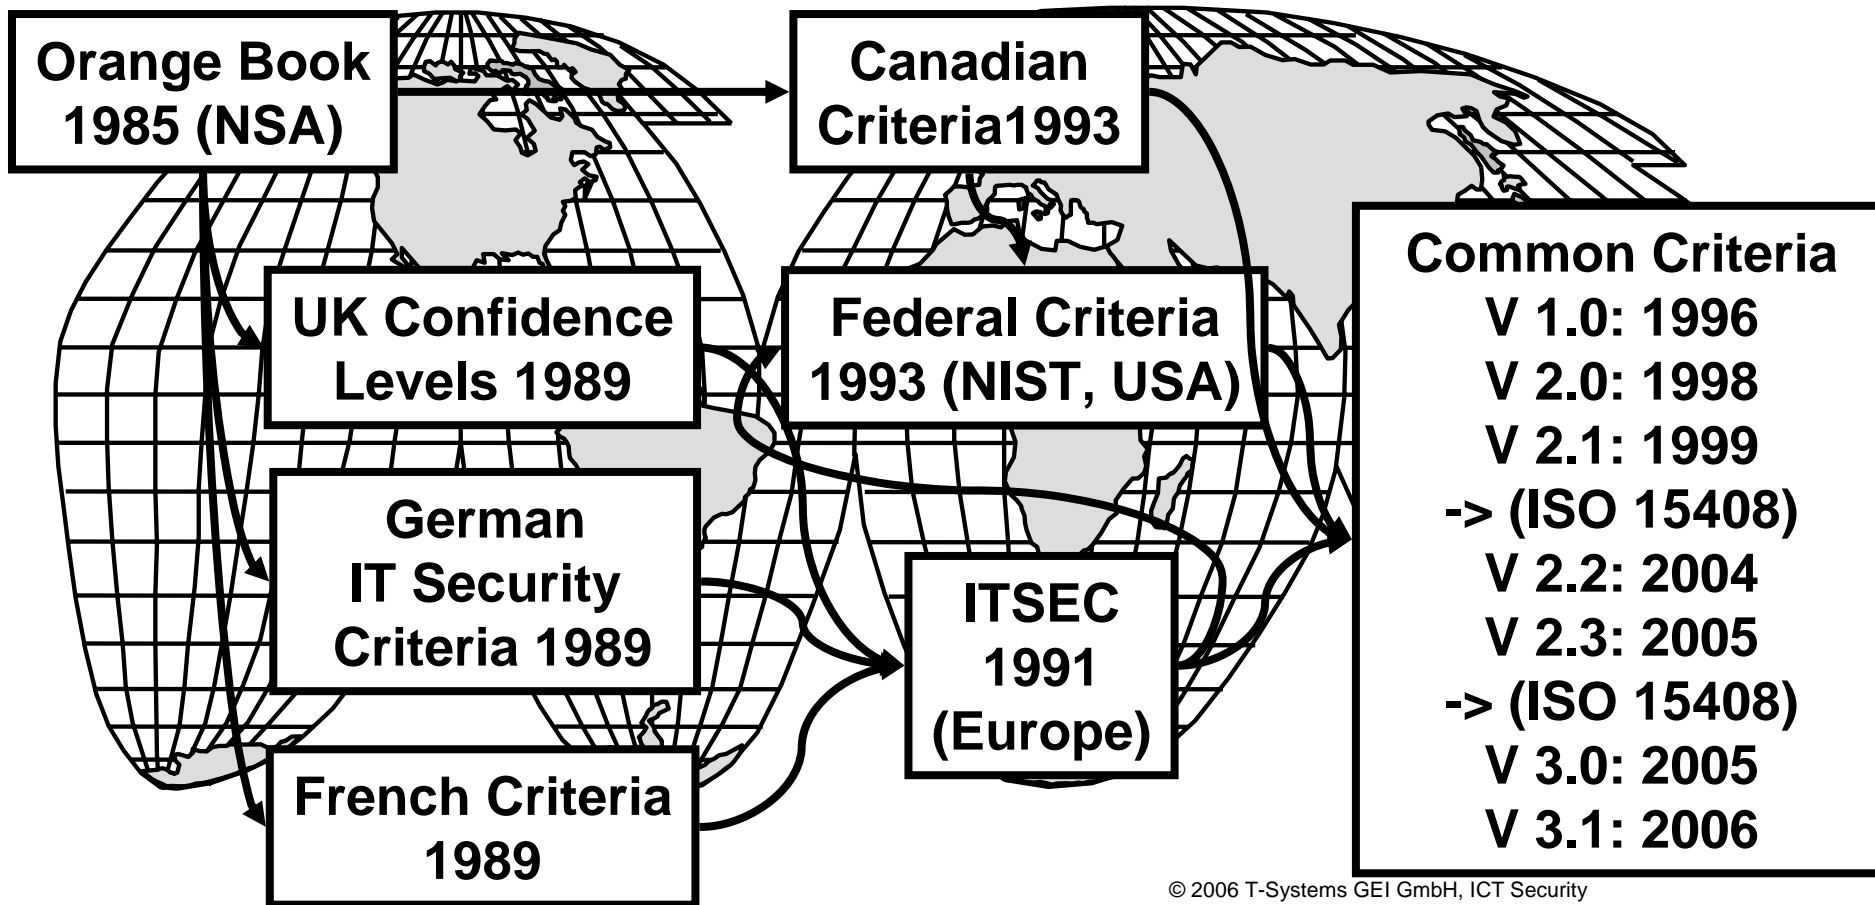 Orange Book
1985 (NSA)
Canadian
Criteria1993
UK Confidence
Levels 1989
Federal Criteria
1993 (NIST, USA)
German
IT Security
Criteria 1989
ITSEC
1991
(Europe)
French Criteria
1989
Common Criteria
V 1.0: 1996
V 2.0: 1998
V 2.1: 1999
-> (ISO 15408)
V 2.2: 2004
V 2.3: 2005
-> (ISO 15408)
V 3.0: 2005
V 3.1: 2006
© 2006 T-Systems GEI GmbH, ICT Security